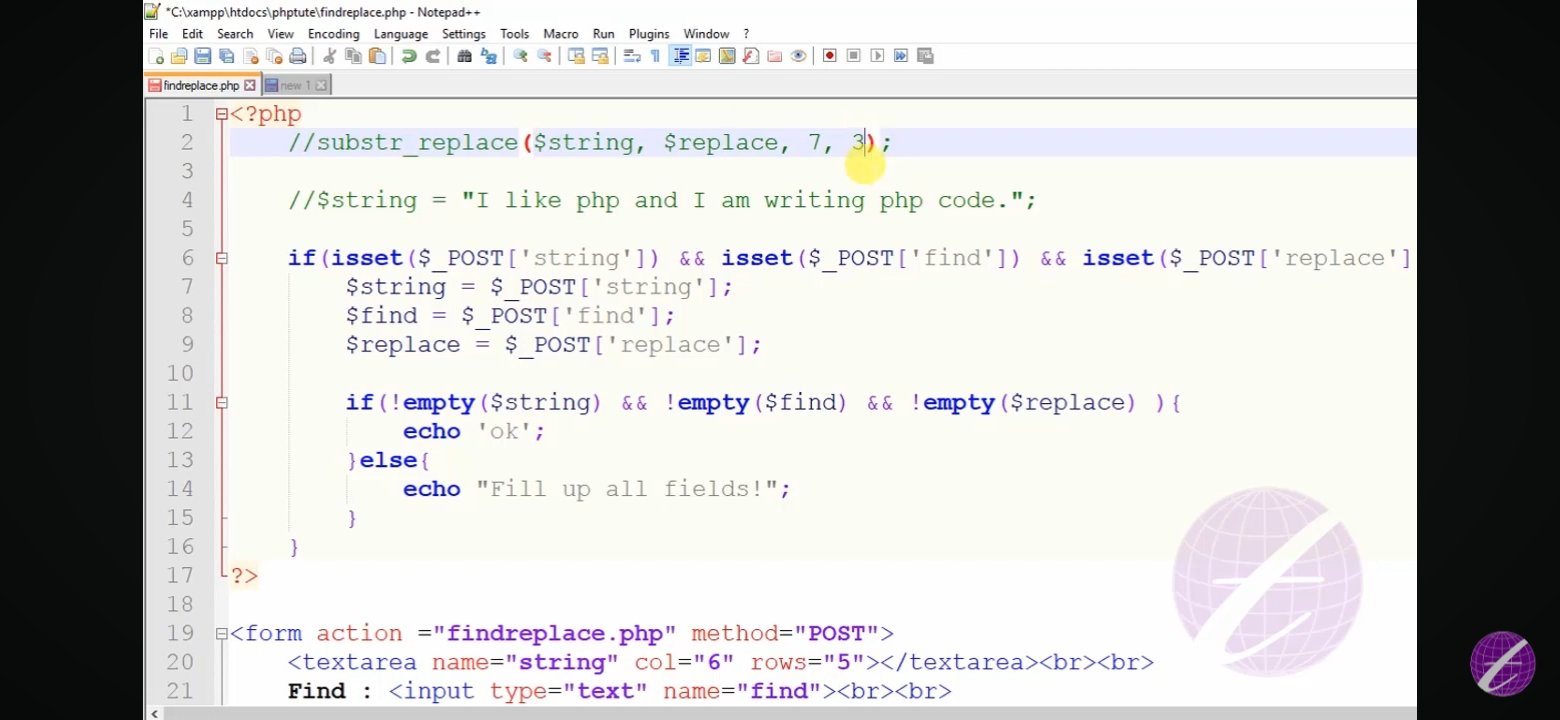 *C:\xampp\htdocs\phptute\findreplace.php - Notepad++
File Edit Search View Encoding Language Settings Tools Macro Run Plugins Window ?
findreplace.php new 1
1 <?php
2 //substr_replace($string, $replace, 7, 3);
3
4 //$string = "I like php and I am writing php code.";
5
6 if(isset($_POST['string']) && isset($_POST['find']) && isset($_POST['replace']
7 $string = $_POST['string'];
8 $find = $_POST['find'];
9 $replace = $_POST['replace'];
10
11 if(!empty($string) && !empty($find) && !empty($replace) ){
12 echo 'ok';
13 }else{
14 echo "Fill up all fields!";
15 }
16 }
17 ?>
18
19 <form action ="findreplace.php" method="POST">
20 <textarea name="string" col="6" rows="5"></textarea><br><br>
21 Find : <input type="text" name="find"><br><br>